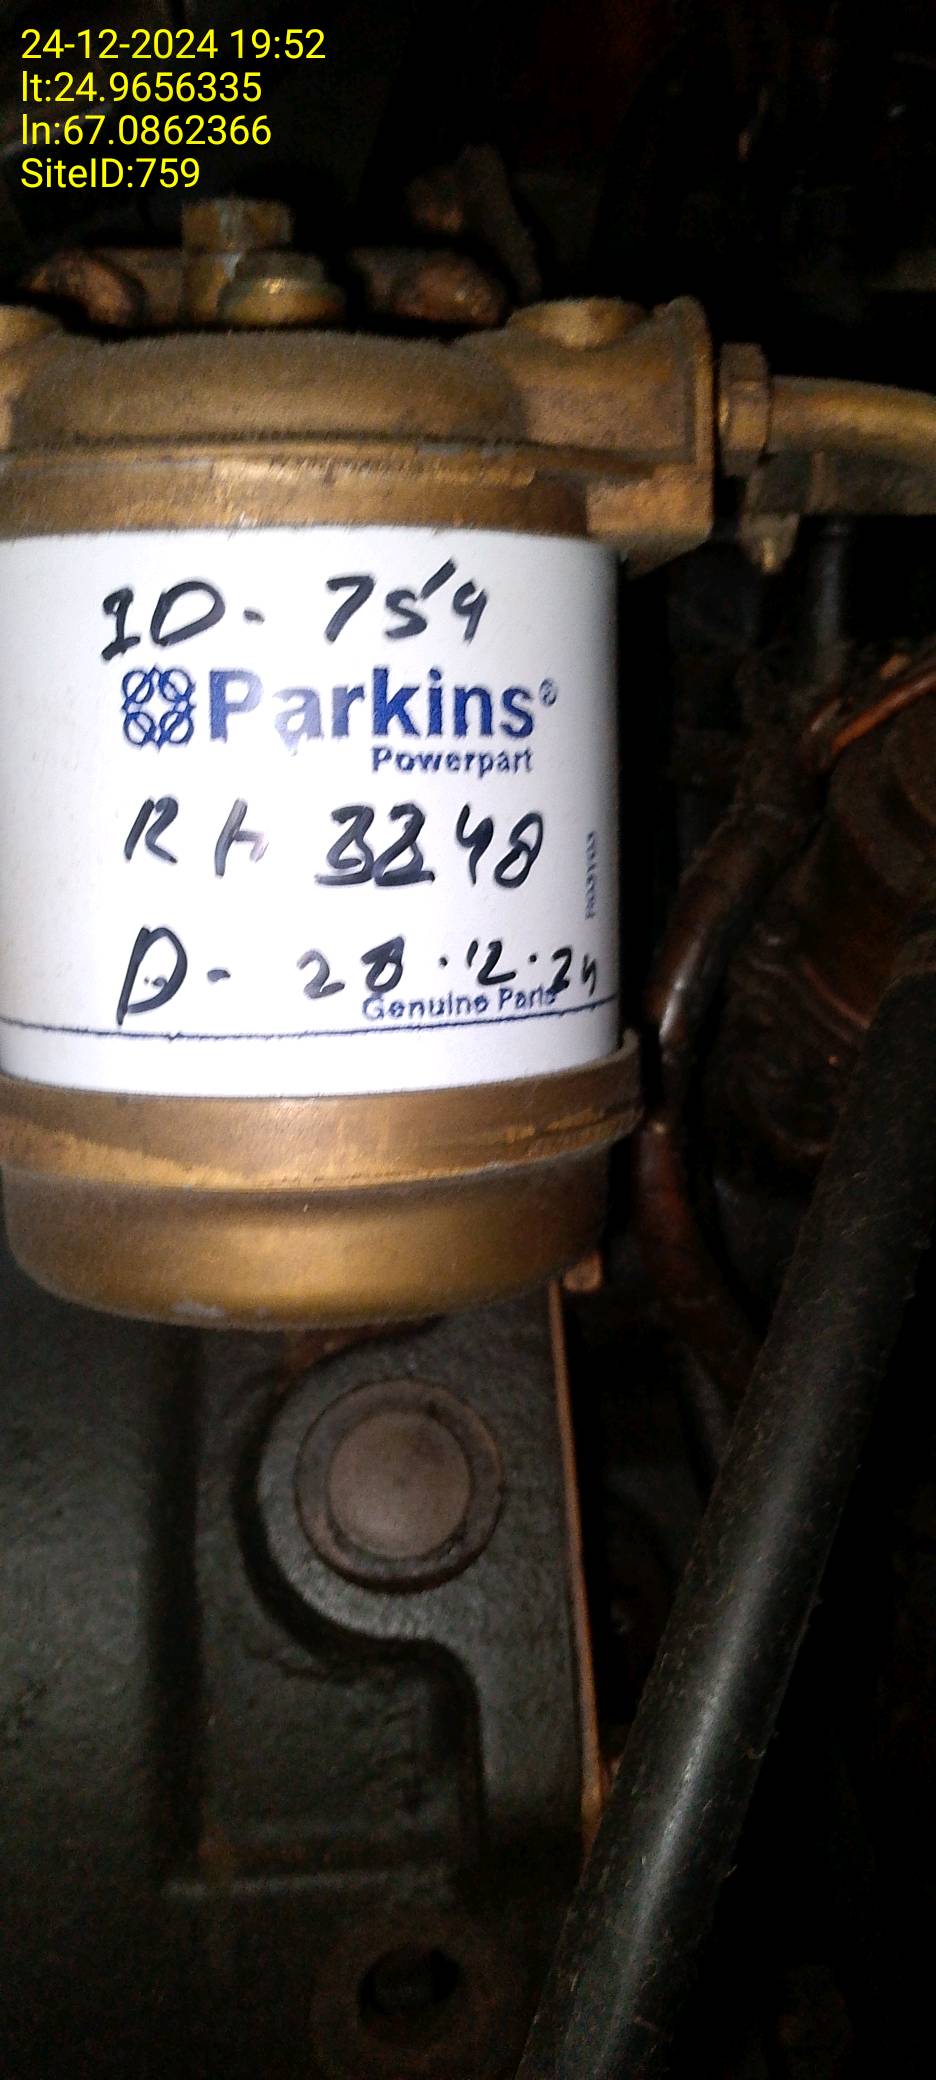 24-12-2024 19:52
lt:24.9656335
ln:67.0862366
SiteID:759
ID- 759
Parkins®
Powerpart
RH 3348
D- 28.12.24
Genuine Parts